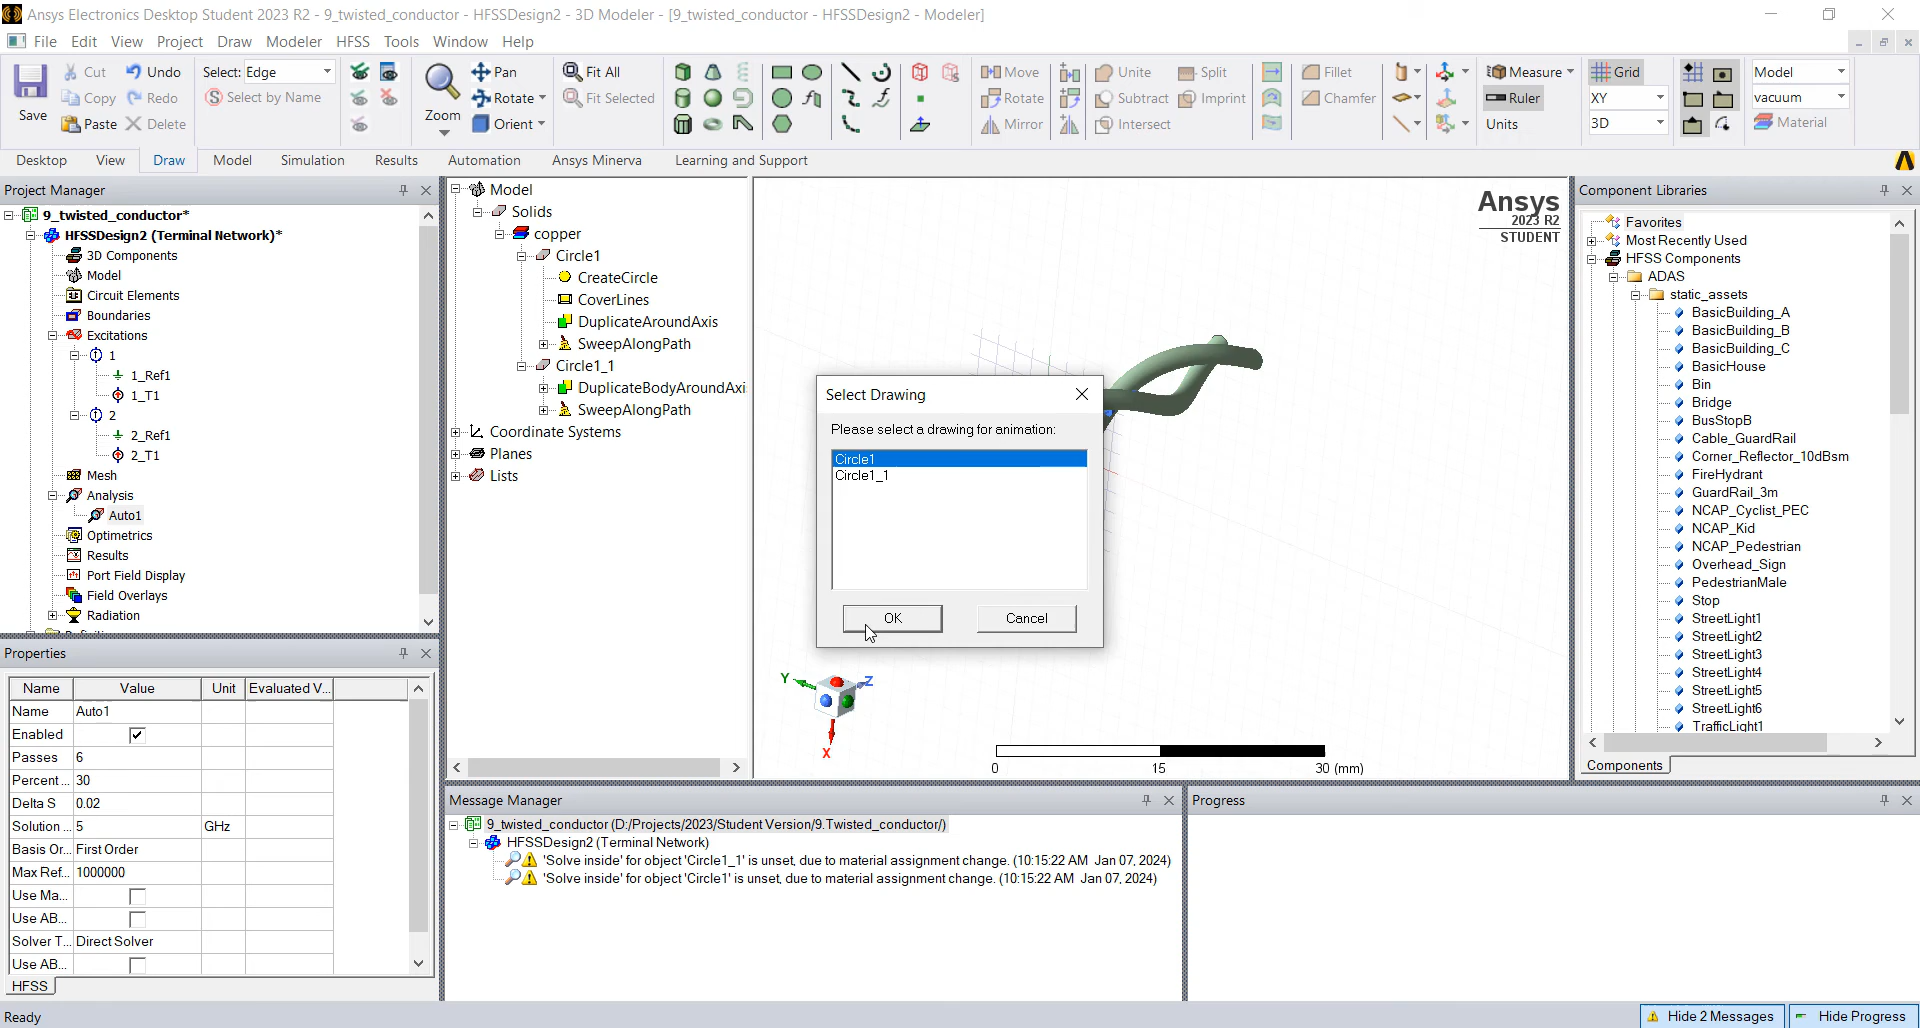 Ansys Electronics Desktop Student 2023 R2 - 9_twisted_conductor - HFSSDesign2 - 3D Modeler - [9_twisted_conductor - HFSSDesign2 - Modeler]
File Edit View Project Draw Modeler HFSS Tools Window Help
Save
Cut
Copy
Paste
Undo
Redo
Delete
Select: Edge
Select by Name
Zoom
Pan
Rotate
Orient
Fit All
Fit Selected
Move
Rotate
Mirror
Unite
Subtract
Intersect
Split
Imprint
Fillet
Chamfer
Measure
Ruler
Units
Grid
XY
3D
Model
vacuum
Material
Desktop View Draw Model Simulation Results Automation Ansys Minerva Learning and Support
Project Manager
9_twisted_conductor*
HFSSDesign2 (Terminal Network)*
3D Components
Model
Circuit Elements
Boundaries
Excitations
1
1_Ref1
1_T1
2
2_Ref1
2_T1
Mesh
Analysis
Auto1
Optimetrics
Results
Port Field Display
Field Overlays
Radiation
Properties
Name Value Unit Evaluated V...
Name Auto1
Enabled
Passes 6
Percent ... 30
Delta S 0.02
Solution ... 5 GHz
Basis Or... First Order
Max Ref... 1000000
Use Ma...
Use AB...
Solver T... Direct Solver
Use AB...
HFSS
Model
Solids
copper
Circle1
CreateCircle
CoverLines
DuplicateAroundAxis
SweepAlongPath
Circle1_1
DuplicateBodyAroundAxi
SweepAlongPath
Coordinate Systems
Planes
Lists
Ansys
2023 R2
STUDENT
Select Drawing
Please select a drawing for animation:
Circle1
Circle1_1
OK Cancel
Y
Z
X
0 15 30 (mm)
Component Libraries
Favorites
Most Recently Used
HFSS Components
ADAS
static_assets
BasicBuilding_A
BasicBuilding_B
BasicBuilding_C
BasicHouse
Bin
Bridge
BusStopB
Cable_GuardRail
Corner_Reflector_10dBsm
FireHydrant
GuardRail_3m
NCAP_Cyclist_PEC
NCAP_Kid
NCAP_Pedestrian
Overhead_Sign
PedestrianMale
Stop
StreetLight1
StreetLight2
StreetLight3
StreetLight4
StreetLight5
StreetLight6
TrafficLight1
Components
Message Manager
9_twisted_conductor (D:/Projects/2023/Student Version/9.Twisted_conductor/)
HFSSDesign2 (Terminal Network)
'Solve inside' for object 'Circle1_1' is unset, due to material assignment change. (10:15:22 AM Jan 07, 2024)
'Solve inside' for object 'Circle1' is unset, due to material assignment change. (10:15:22 AM Jan 07, 2024)
Progress
Ready
Hide 2 Messages
Hide Progress